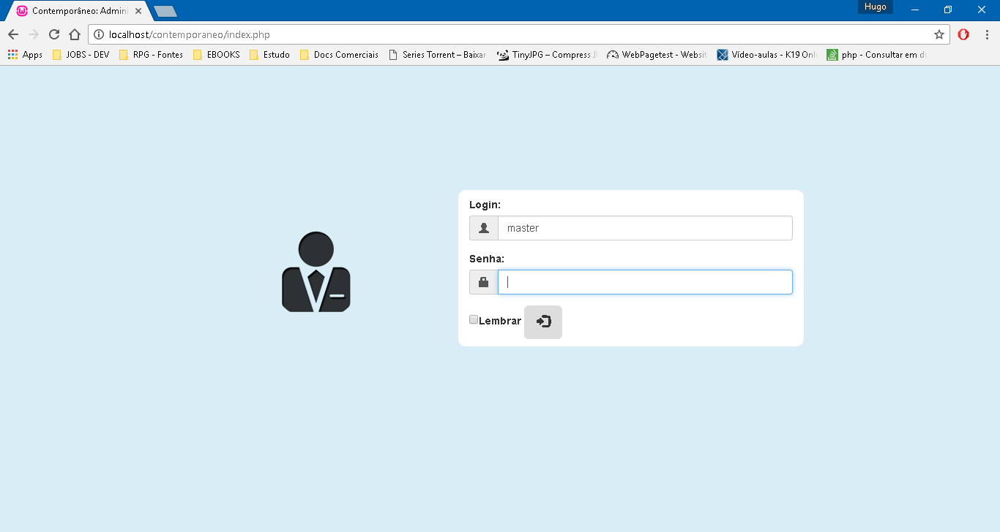 Contemporâneo: Admin
Hugo
localhost/contemporaneo/index.php
Apps JOBS - DEV RPG - Fontes EBOOKS Estudo Docs Comerciais Series Torrent – Baixar TinyJPG – Compress WebPagetest - Websit Vídeo-aulas - K19 Onl php - Consultar em d
Login:
master
Senha:
Lembrar